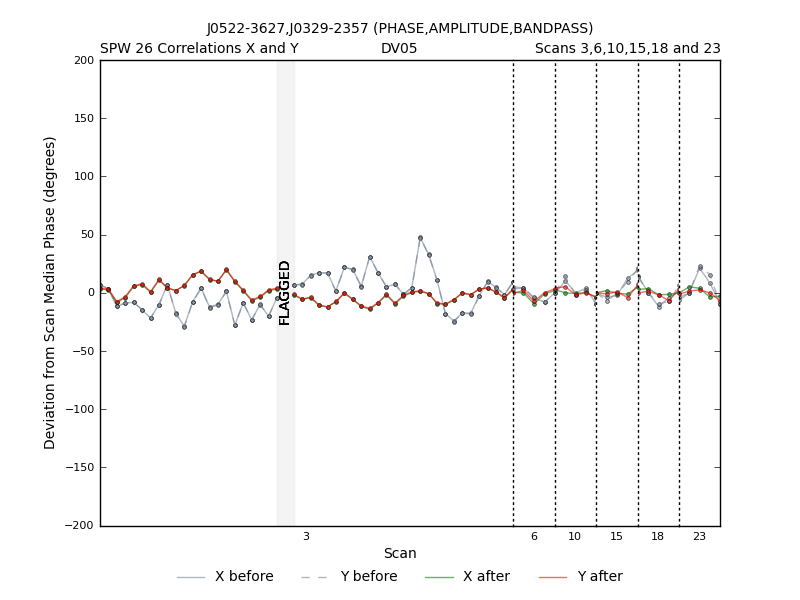 J0522-3627,J0329-2357 (PHASE,AMPLITUDE,BANDPASS)
SPW 26 Correlations X and Y DV05 Scans 3,6,10,15,18 and 23
200
150
100
50
0
−50
−100
−150
−200
Deviation from Scan Median Phase (degrees)
FLAGGED
3 6 10 15 18 23
Scan
X before Y before X after Y after